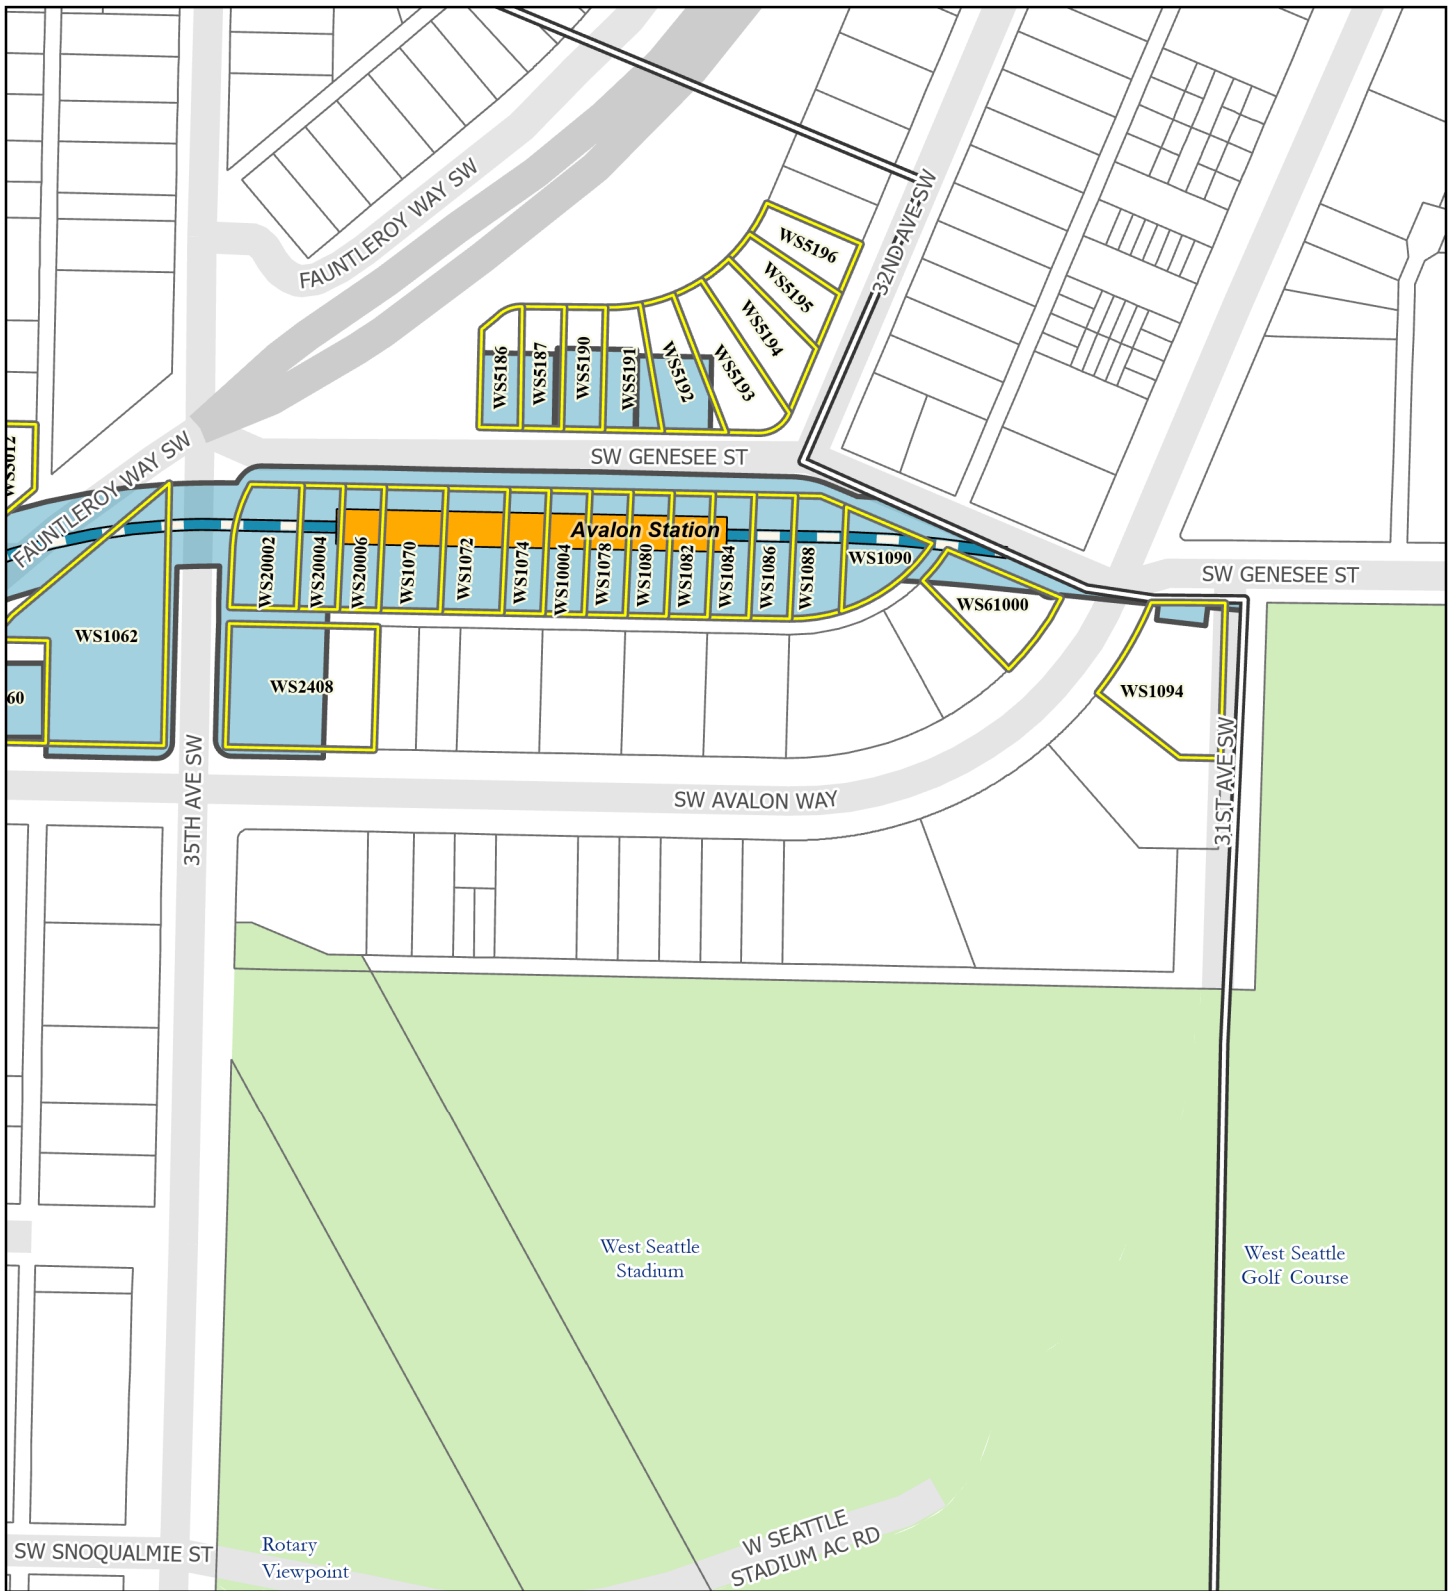 FAUNTLEROY WAY SW
32ND AVE SW
WS5196
WS5195
WS5194
WS5193
WS5192
WS5191
WS5190
WS5187
WS5186
SW GENESEE ST
WS5012
FAUNTLEROY WAY SW
Avalon Station
WS20002
WS20004
WS20006
WS1070
WS1072
WS1074
WS10004
WS1078
WS1080
WS1082
WS1084
WS1086
WS1088
WS1090
SW GENESEE ST
WS61000
WS1062
WS2408
60
WS1094
31ST AVE SW
35TH AVE SW
SW AVALON WAY
West Seattle
Stadium
West Seattle
Golf Course
W SEATTLE
STADIUM AC RD
SW SNOQUALMIE ST
Rotary
Viewpoint